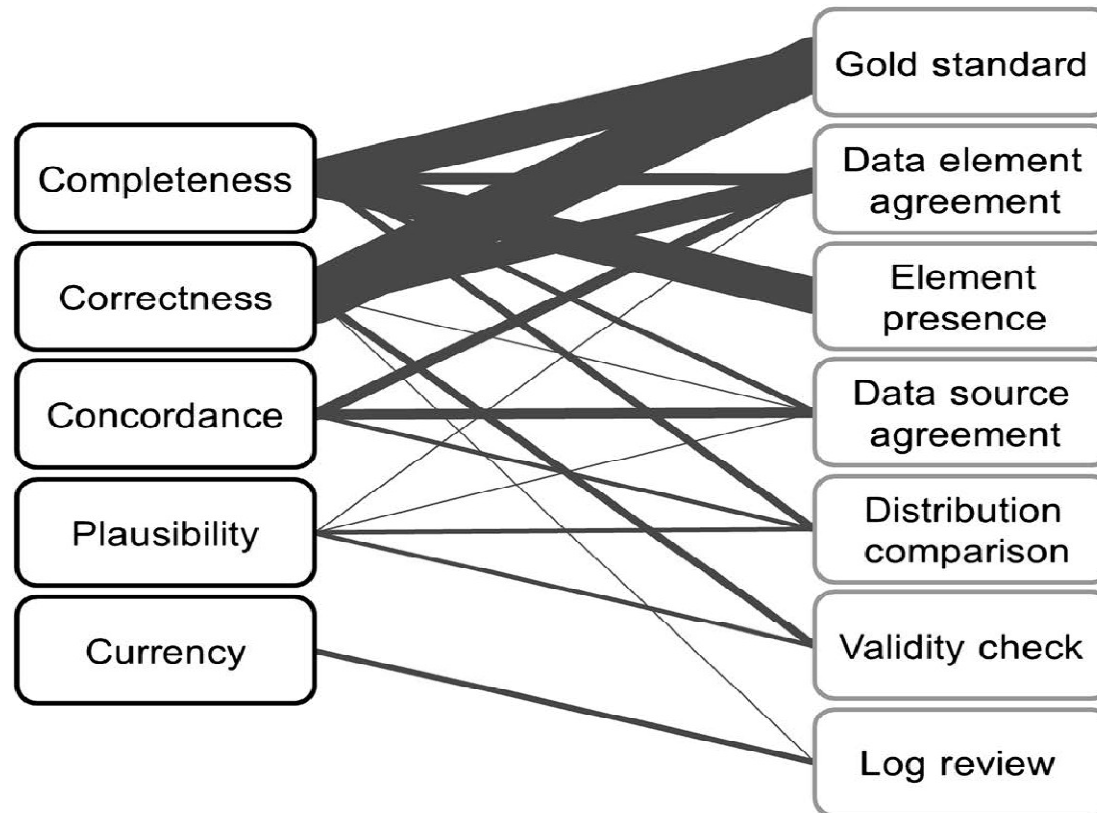 Completeness
Correctness
Concordance
Plausibility
Currency
Gold standard
Data element
agreement
Element
presence
Data source
agreement
Distribution
comparison
Validity check
Log review